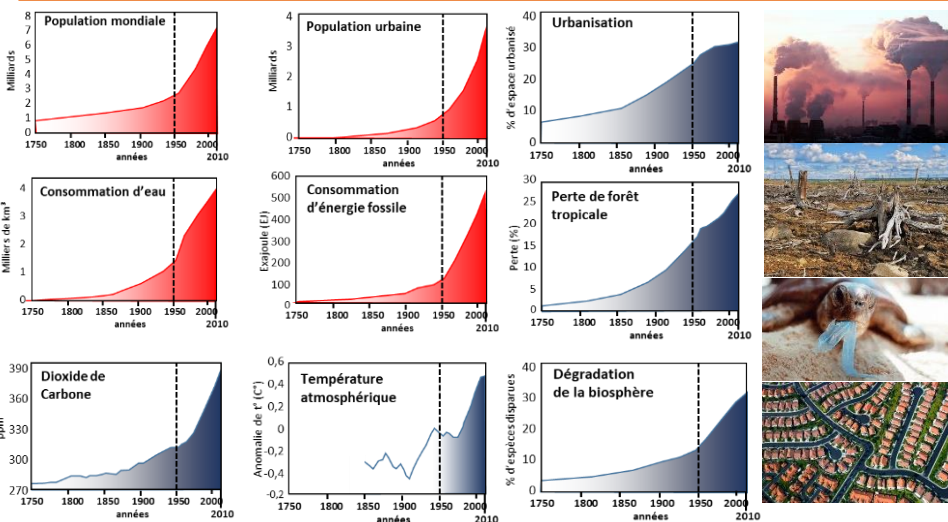 Population mondiale
Milliards
8
7
6
5
4
3
2
1
0
1750 1800 1850 1900 1950 2000
2010
années
Population urbaine
Milliards
4
3
2
1
0
1750 1800 1850 1900 1950 2000
2010
années
Urbanisation
% d'espace urbanisé
40
30
20
10
0
1750 1800 1850 1900 1950 2000
2010
années
Consommation d'eau
Milliers de km³
4
3
2
1
0
1750 1800 1850 1900 1950 2000
2010
années
Consommation
d'énergie fossile
Exajoule (EJ)
600
500
400
300
200
100
0
1750 1800 1850 1900 1950 2000
2010
années
Perte de forêt
tropicale
Perte (%)
30
25
20
15
10
5
0
1750 1800 1850 1900 1950 2000
2010
années
Dioxide de
Carbone
ppm
390
360
330
300
270
1750 1800 1850 1900 1950 2000
2010
années
Température
atmosphérique
Anomalie de t° (C°)
0,6
0,4
0,2
0
-0,2
-0,4
-0,2
1750 1800 1850 1900 1950 2000
2010
années
Dégradation
de la biosphère
% d'espèces disparues
40
30
20
10
0
1750 1800 1850 1900 1950 2000
2010
années